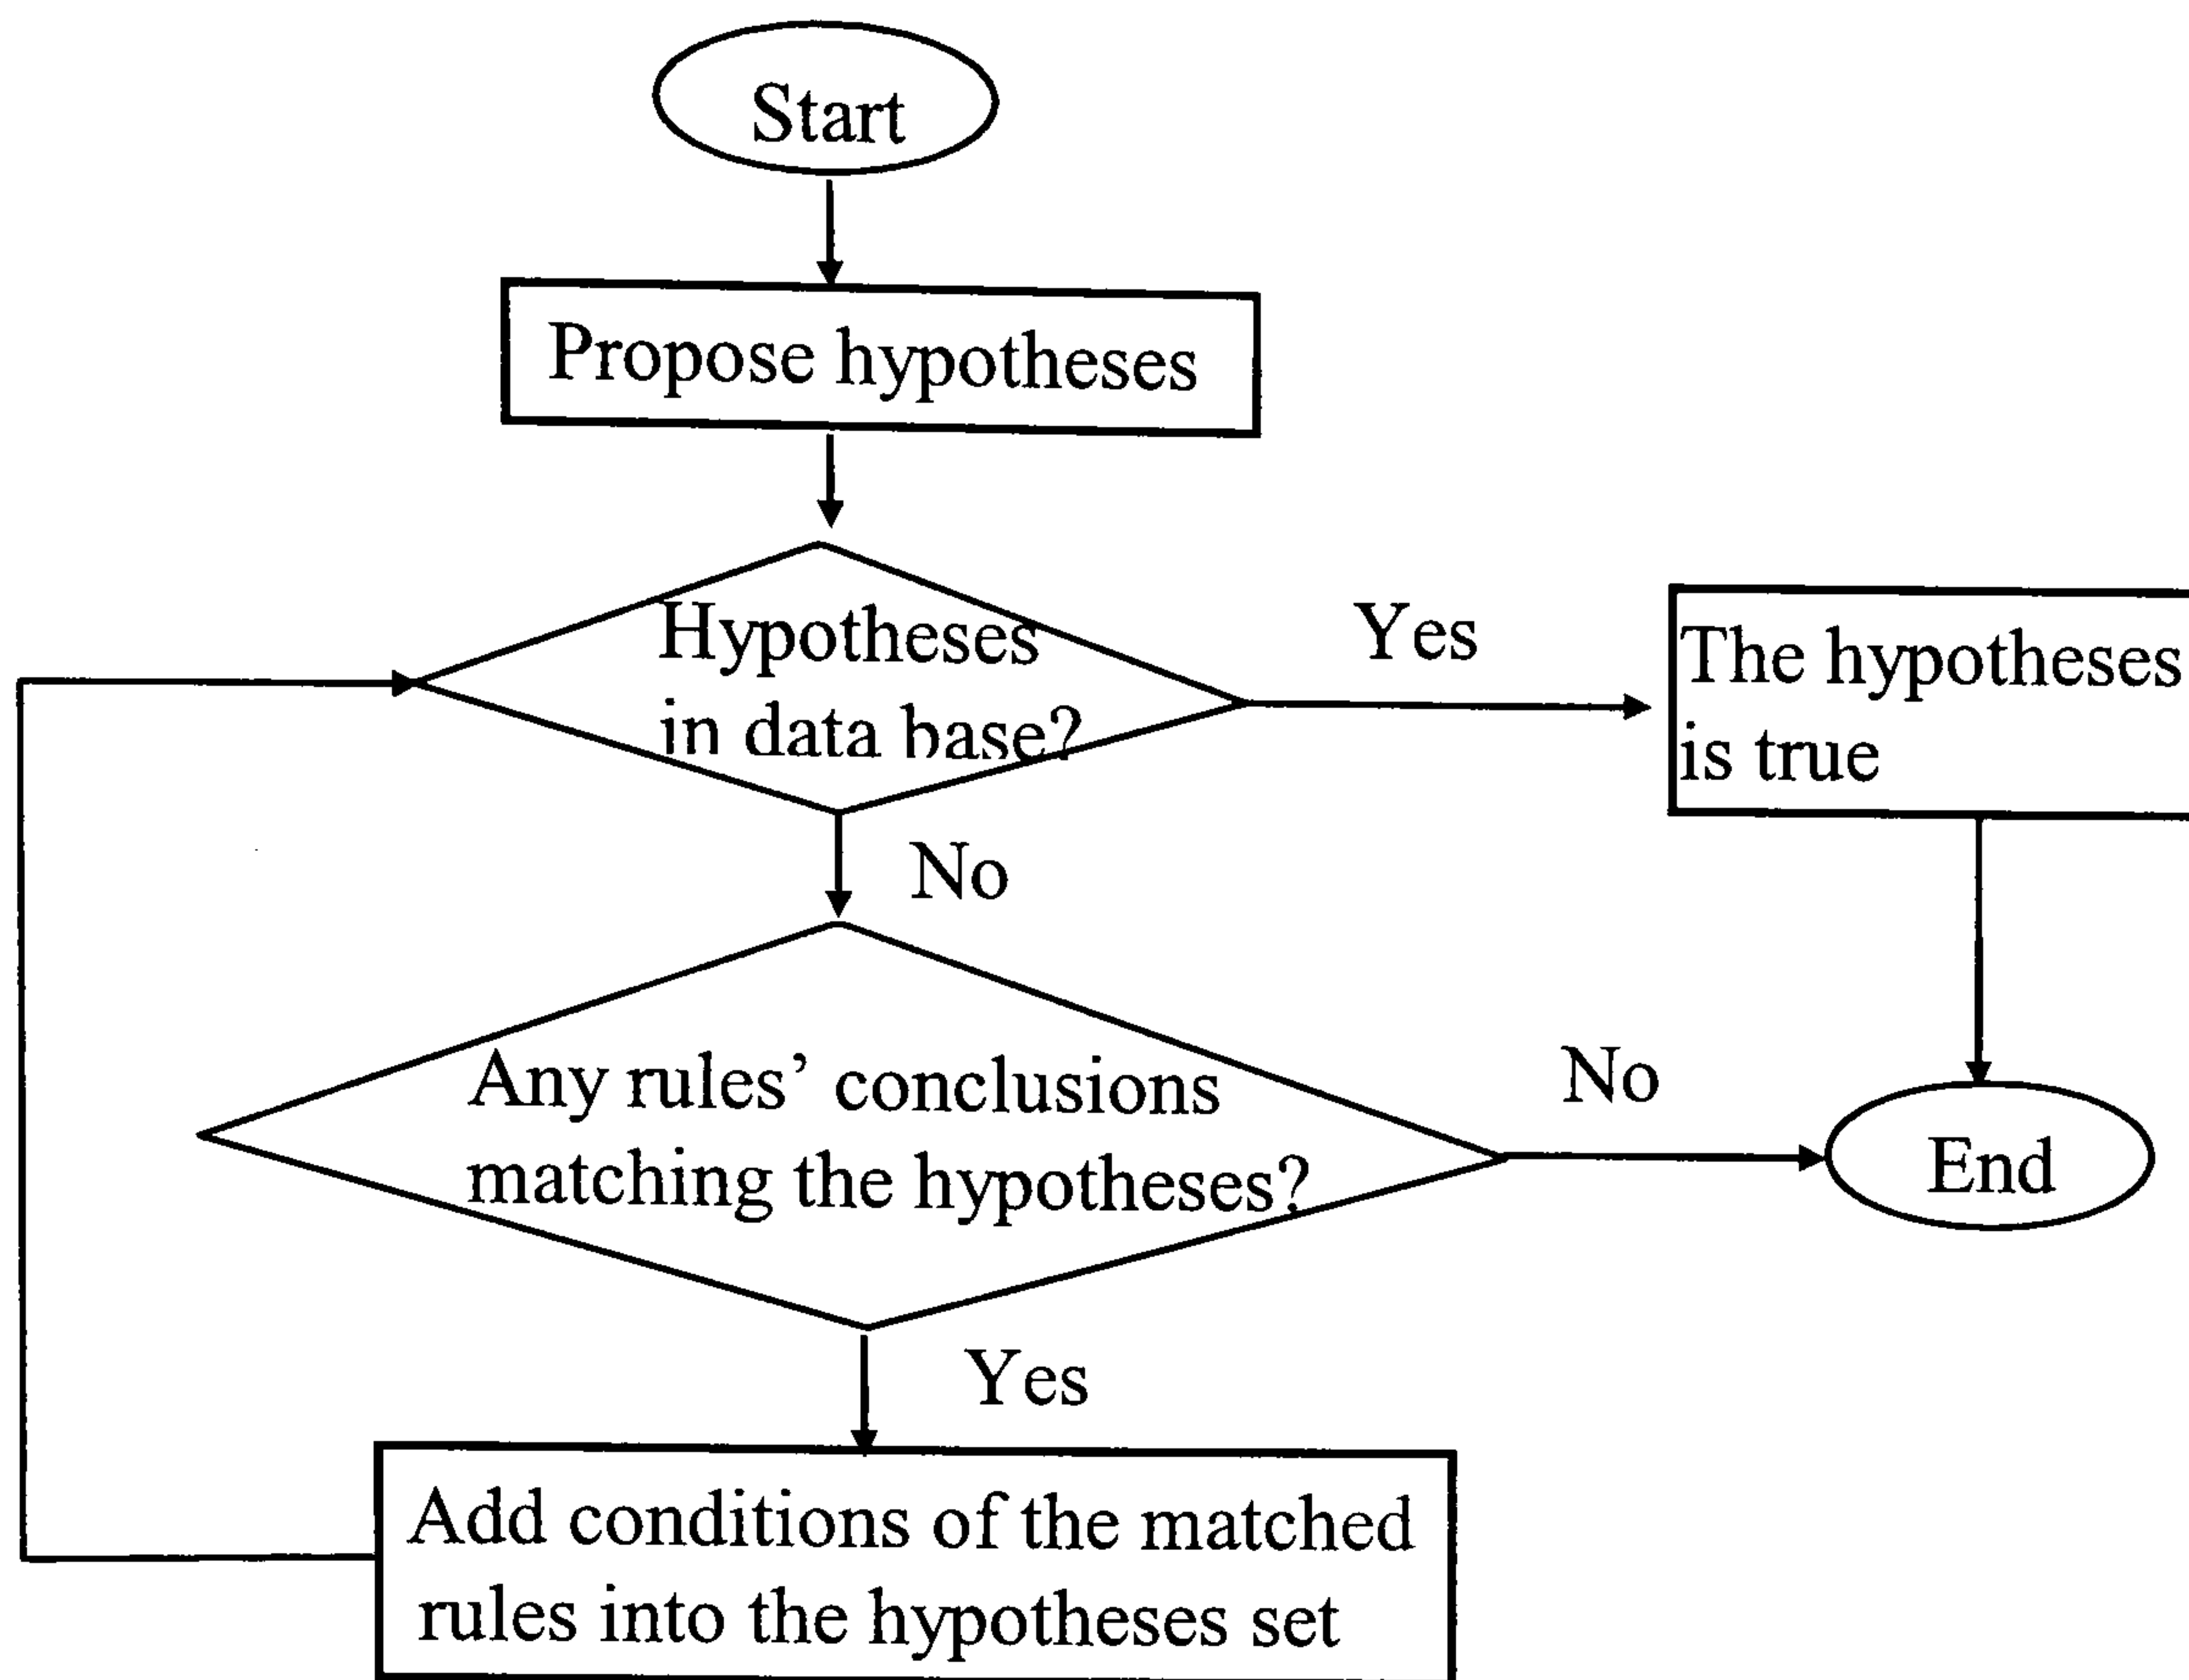 Start
Propose hypotheses
Hypotheses
in data base?
Yes
The hypotheses
is true
No
Any rules’ conclusions
matching the hypotheses?
No
End
Yes
Add conditions of the matched
rules into the hypotheses set